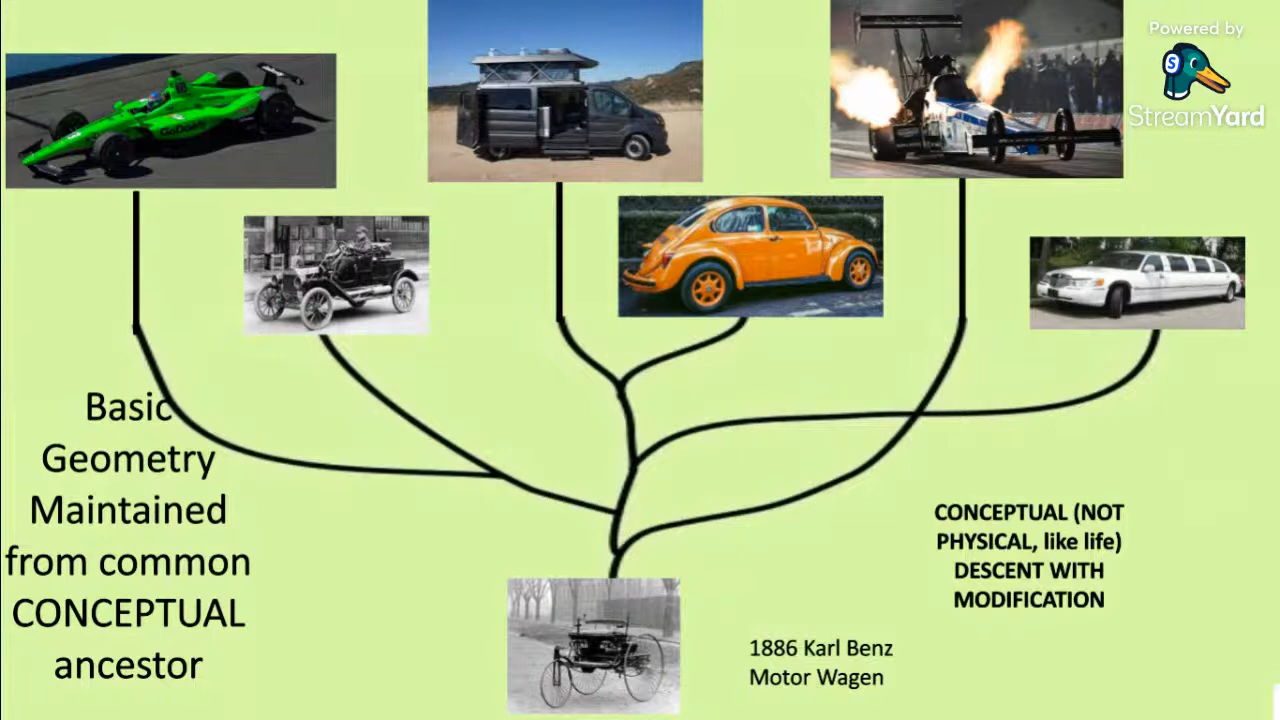 Powered by
StreamYard
GoDaddy
Basic
Geometry
Maintained
from common
CONCEPTUAL
ancestor
CONCEPTUAL (NOT
PHYSICAL, like life)
DESCENT WITH
MODIFICATION
1886 Karl Benz
Motor Wagen